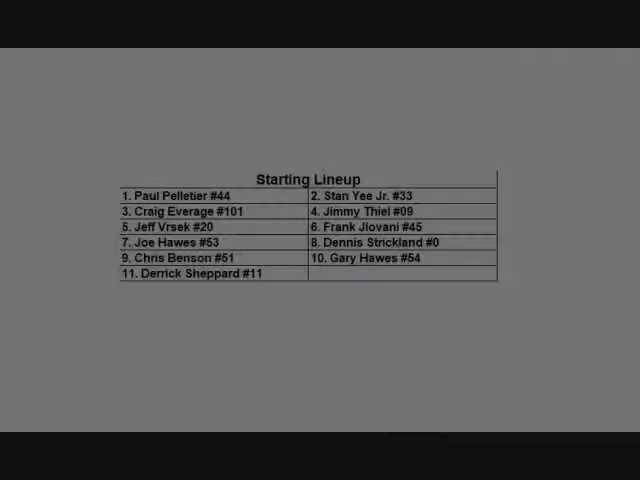 Starting Lineup
1. Paul Pelletier #44
2. Stan Yee Jr. #33
3. Craig Everage #101
4. Jimmy Thiel #09
5. Jeff Vrsek #20
6. Frank Jiovani #45
7. Joe Hawes #53
8. Dennis Strickland #0
9. Chris Benson #51
10. Gary Hawes #54
11. Derrick Sheppard #11